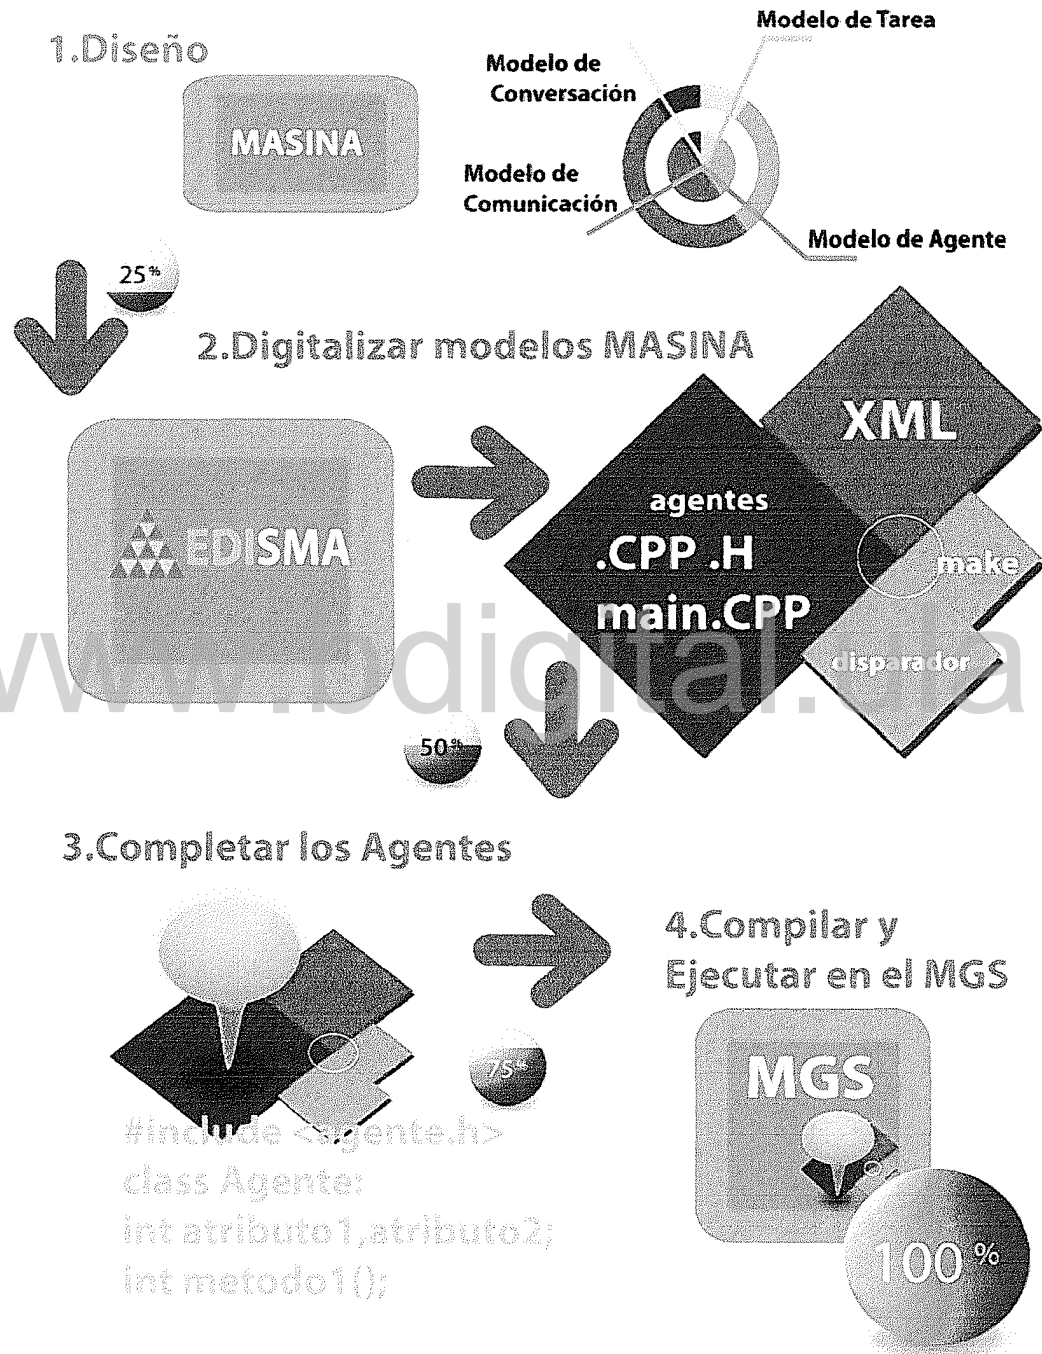 1.Diseño
MASINA
Modelo de Tarea
Modelo de
Conversación
Modelo de
Comunicación
Modelo de Agente
25%
2.Digitalizar modelos MASINA
XML
agentes
.CPP .H
main.CPP
make
disparador
EDISMA
www.bdigital.ula
50%
3.Completar los Agentes
4.Compilar y
Ejecutar en el MGS
75%
MGS
#include <agente.h>
class Agente:
int atributo1,atributo2;
int metodo1();
100%